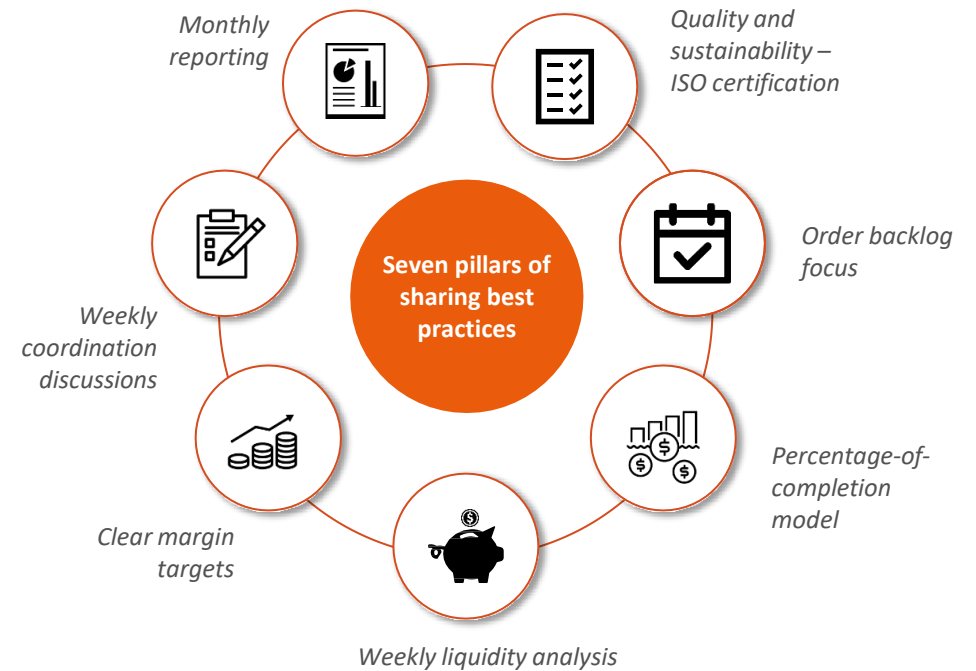 Monthly
reporting
Quality and
sustainability –
ISO certification
Seven pillars of
sharing best
practices
Order backlog
focus
Weekly
coordination
discussions
Percentage-of-
completion
model
Clear margin
targets
Weekly liquidity analysis